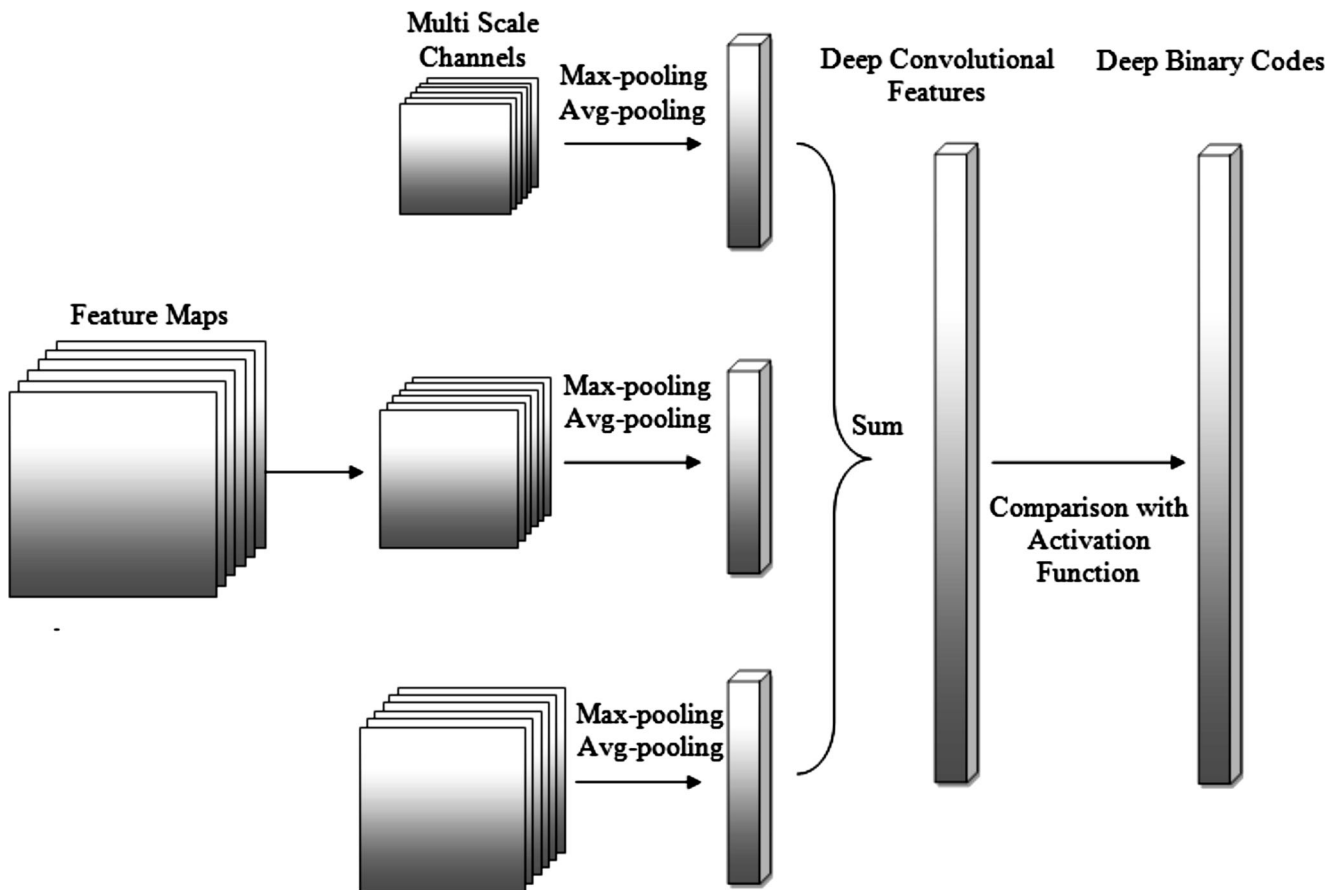 Multi Scale
Channels
Max-pooling
Avg-pooling
Deep Convolutional
Features
Deep Binary Codes
Feature Maps
Max-pooling
Avg-pooling
Sum
Comparison with
Activation
Function
Max-pooling
Avg-pooling